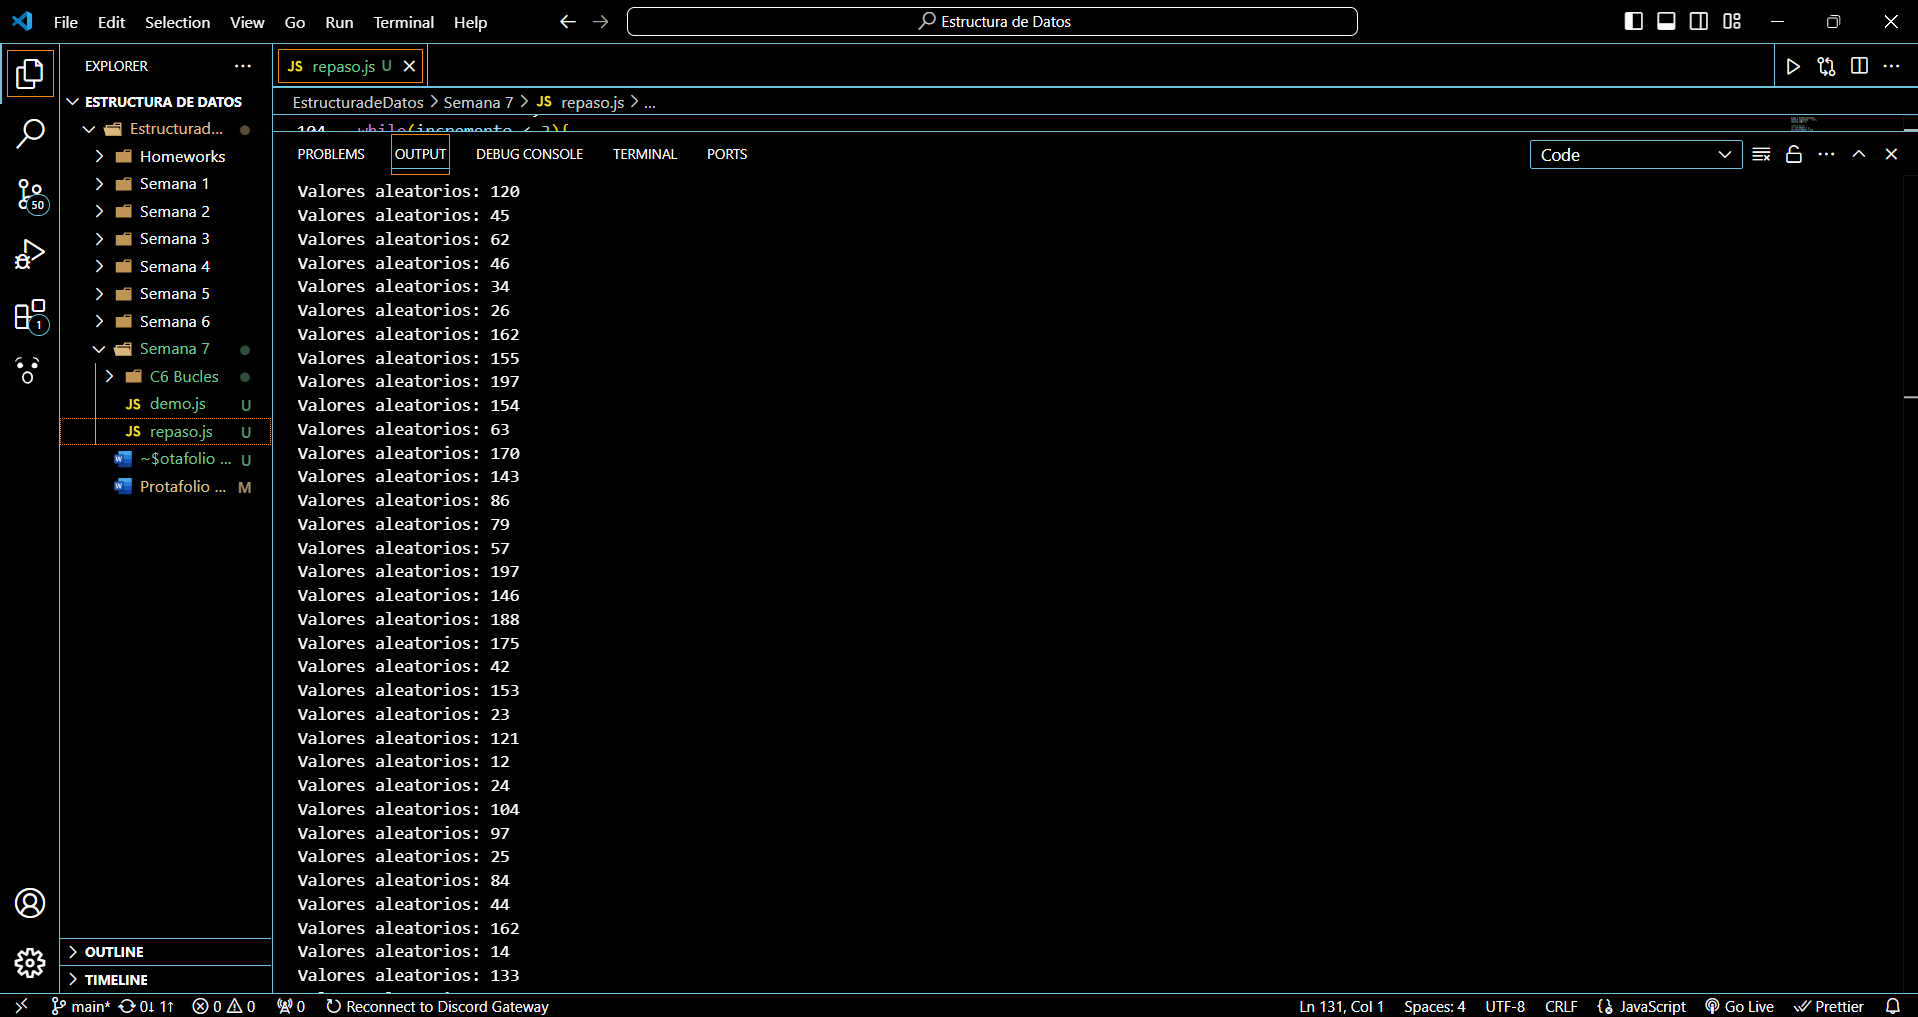 File Edit Selection View Go Run Terminal Help
Estructura de Datos
EXPLORER
ESTRUCTURA DE DATOS
Estructurad...
Homeworks
Semana 1
Semana 2
Semana 3
Semana 4
Semana 5
Semana 6
Semana 7
C6 Bucles
JS demo.js U
JS repaso.js U
~$otafolio ... U
Protafolio ... M
OUTLINE
TIMELINE
50
1
JS repaso.js U
EstructuradeDatos > Semana 7 > JS repaso.js > ...
104 while(incremento < 3){
PROBLEMS OUTPUT DEBUG CONSOLE TERMINAL PORTS
Code
Valores aleatorios: 120
Valores aleatorios: 45
Valores aleatorios: 62
Valores aleatorios: 46
Valores aleatorios: 34
Valores aleatorios: 26
Valores aleatorios: 162
Valores aleatorios: 155
Valores aleatorios: 197
Valores aleatorios: 154
Valores aleatorios: 63
Valores aleatorios: 170
Valores aleatorios: 143
Valores aleatorios: 86
Valores aleatorios: 79
Valores aleatorios: 57
Valores aleatorios: 197
Valores aleatorios: 146
Valores aleatorios: 188
Valores aleatorios: 175
Valores aleatorios: 42
Valores aleatorios: 153
Valores aleatorios: 23
Valores aleatorios: 121
Valores aleatorios: 12
Valores aleatorios: 24
Valores aleatorios: 104
Valores aleatorios: 97
Valores aleatorios: 25
Valores aleatorios: 84
Valores aleatorios: 44
Valores aleatorios: 162
Valores aleatorios: 14
Valores aleatorios: 133
main* 0↓ 1↑ 0 0 0 Reconnect to Discord Gateway Ln 131, Col 1 Spaces: 4 UTF-8 CRLF {} JavaScript Go Live Prettier